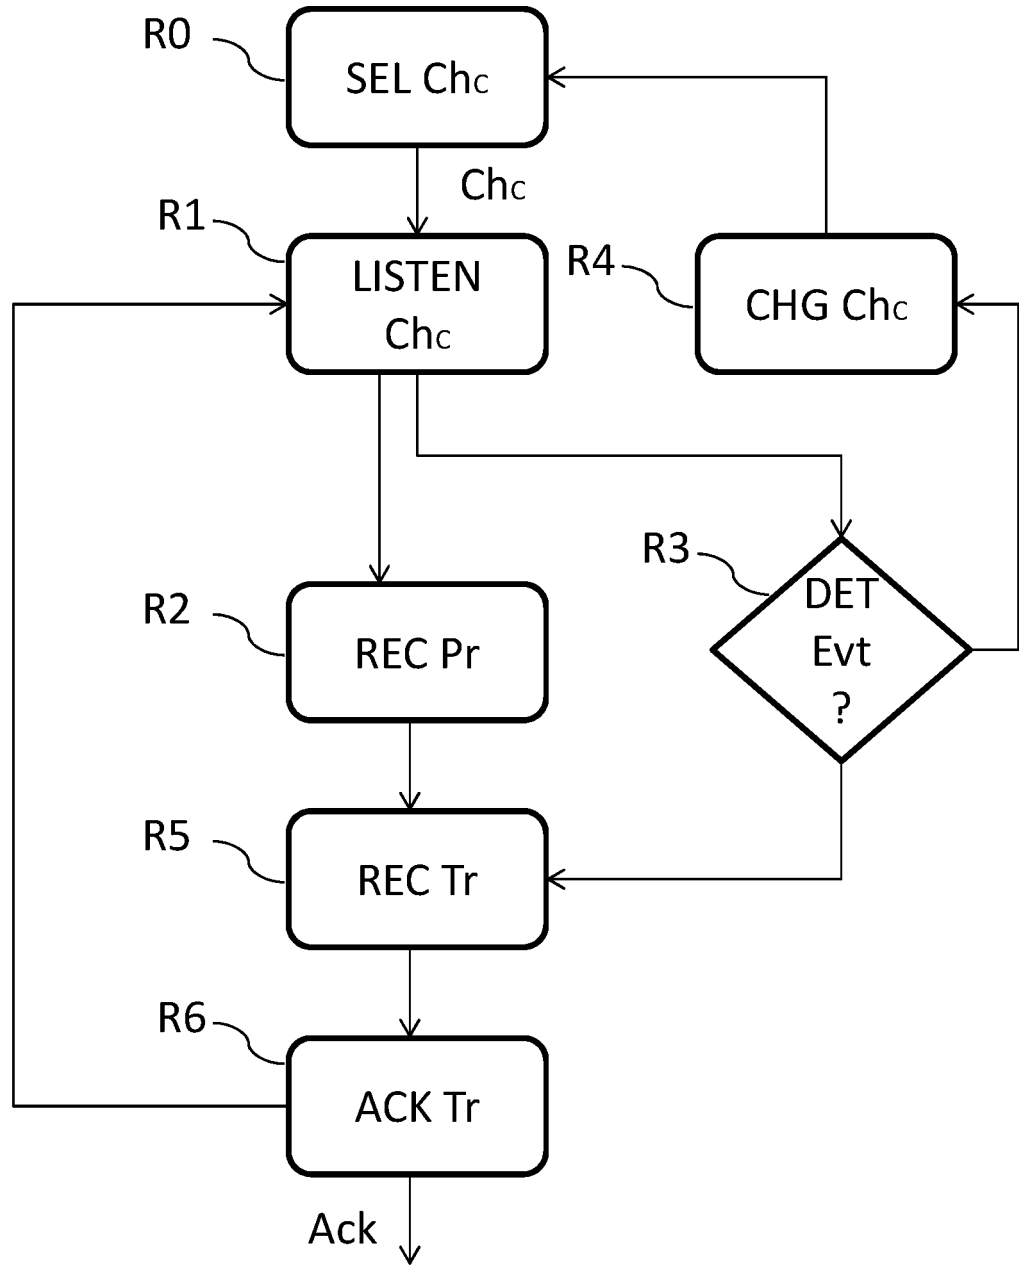 R0
SEL Chc
Chc
R1
LISTEN
Chc
R4
CHG Chc
R3
DET
Evt
?
R2
REC Pr
R5
REC Tr
R6
ACK Tr
Ack